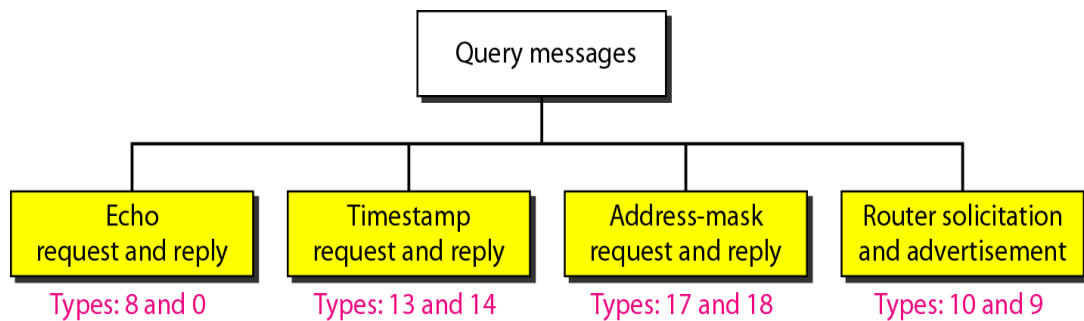 Query messages
Echo
request and reply
Timestamp
request and reply
Address-mask
request and reply
Router solicitation
and advertisement
Types: 8 and 0
Types: 13 and 14
Types: 17 and 18
Types: 10 and 9